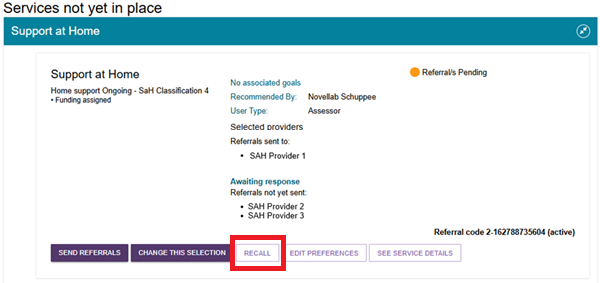 Services not yet in place
Support at Home
Support at Home
Home support Ongoing - SaH Classification 4
• Funding assigned
No associated goals
Recommended By: Novellab Schuppee
User Type: Assessor
Selected providers
Referrals sent to:
• SAH Provider 1
Awaiting response
Referrals not yet sent:
• SAH Provider 2
• SAH Provider 3
Referral/s Pending
Referral code 2-162788735604 (active)
SEND REFERRALS CHANGE THIS SELECTION RECALL EDIT PREFERENCES SEE SERVICE DETAILS